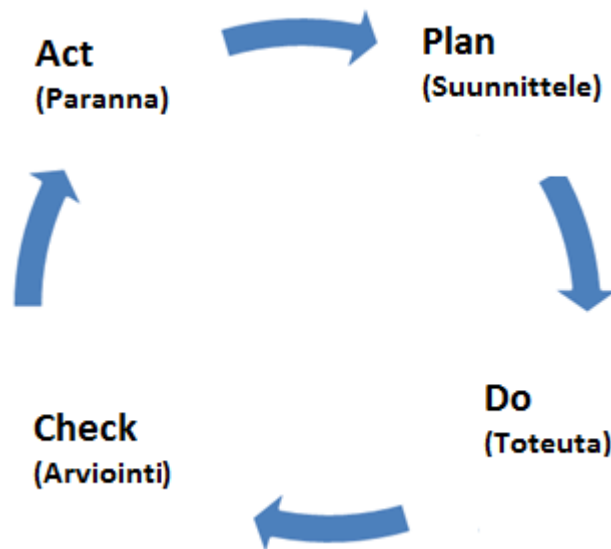 Act
(Paranna)
Plan
(Suunnittele)
Do
(Toteuta)
Check
(Arviointi)